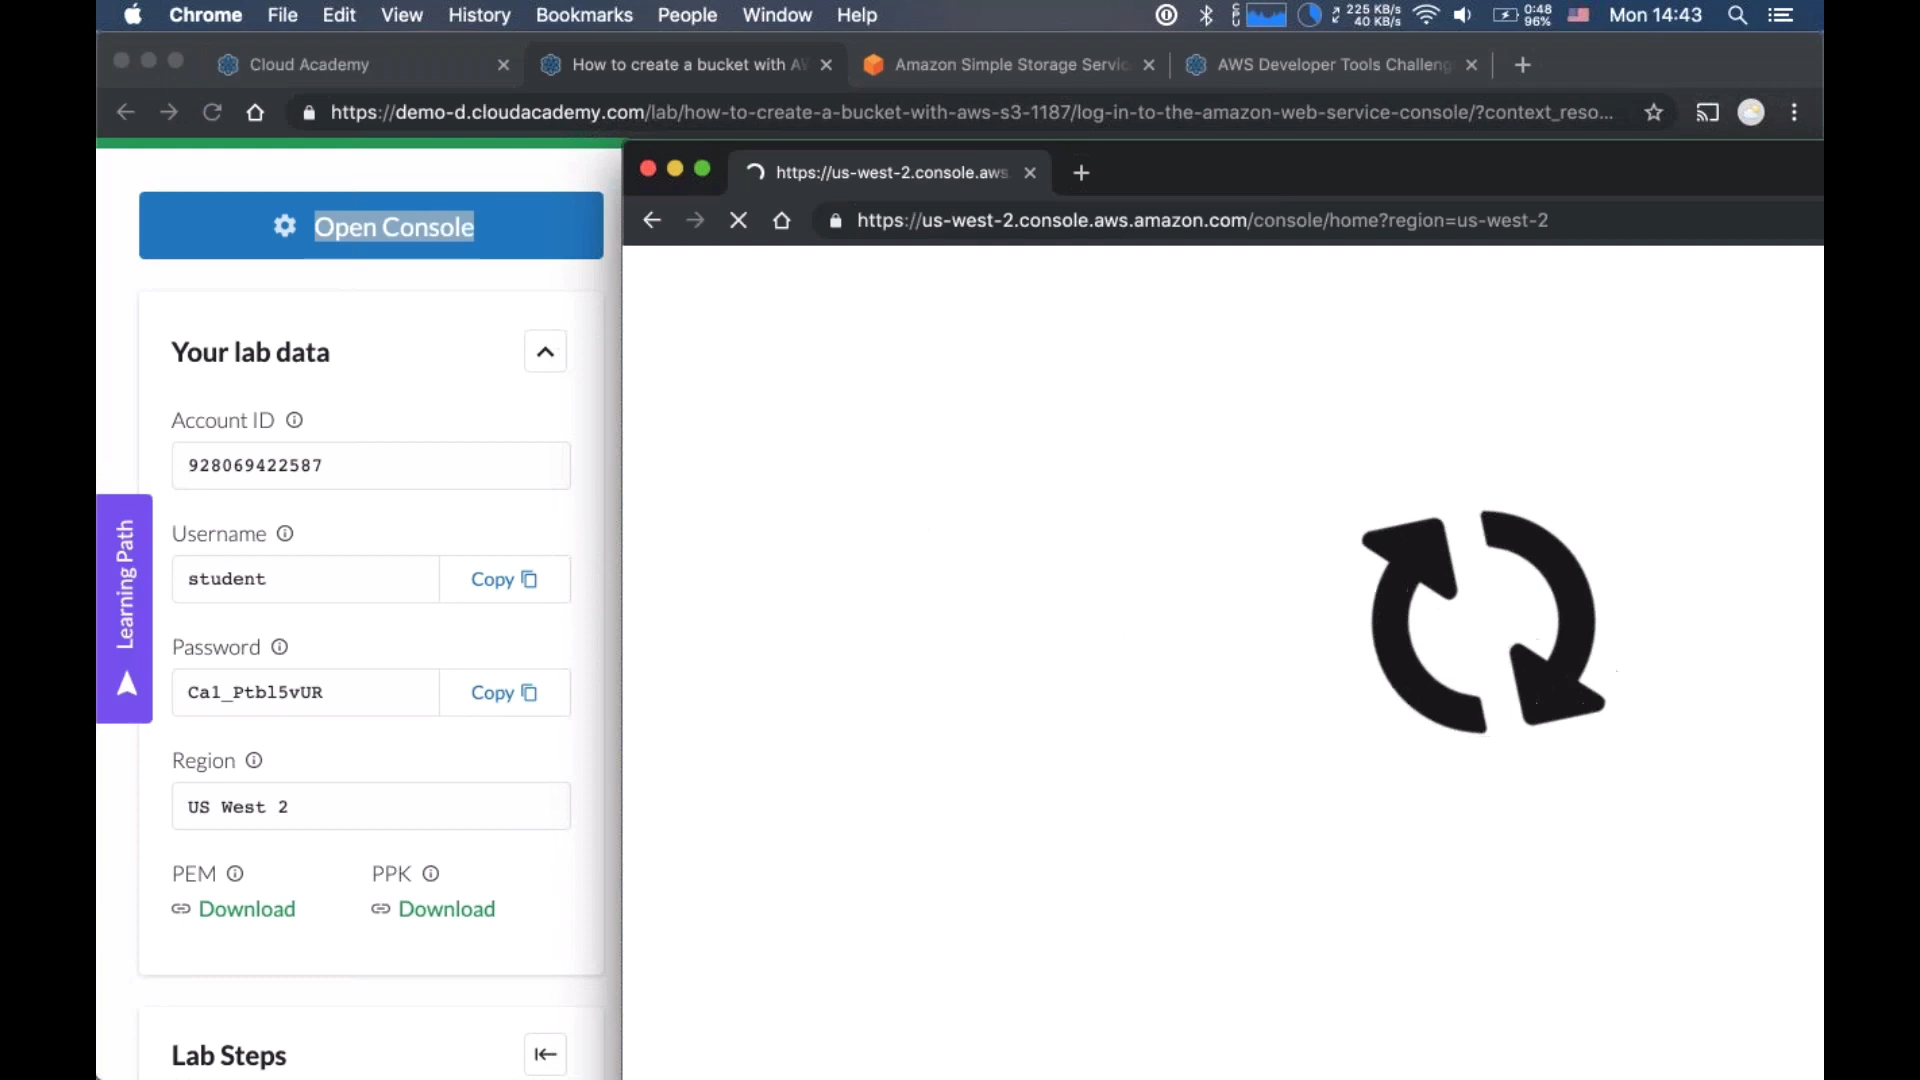 Chrome File Edit View History Bookmarks People Window Help
225 KB/s
40 KB/s
0:48
96%
Mon 14:43
Cloud Academy
How to create a bucket with AW
Amazon Simple Storage Servic
AWS Developer Tools Challeng
https://demo-d.cloudacademy.com/lab/how-to-create-a-bucket-with-aws-s3-1187/log-in-to-the-amazon-web-service-console/?context_reso...
https://us-west-2.console.aws
https://us-west-2.console.aws.amazon.com/console/home?region=us-west-2
Open Console
Your lab data
Account ID
928069422587
Username
student
Copy
Password
Ca1_Ptbl5vUR
Copy
Region
US West 2
PEM
PPK
Download
Download
Learning Path
Lab Steps